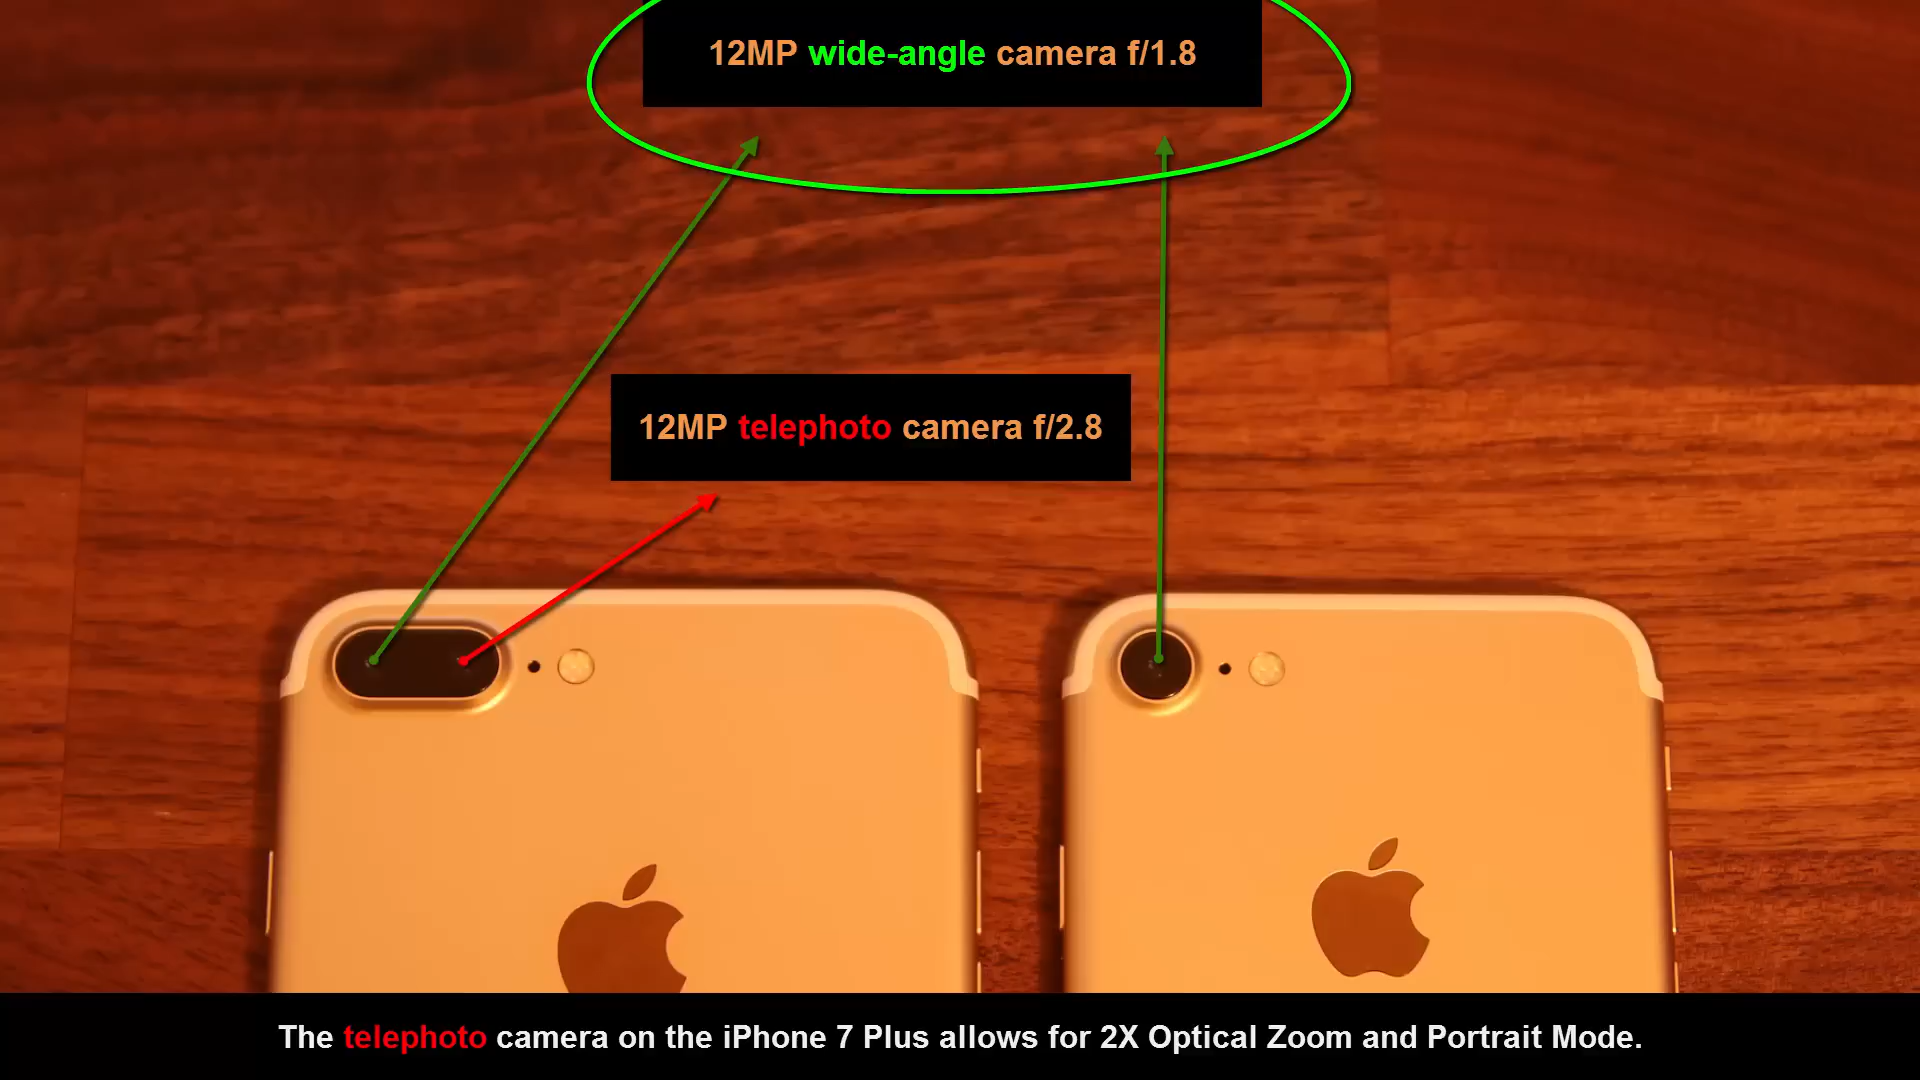 12MP wide-angle camera f/1.8
12MP telephoto camera f/2.8
The telephoto camera on the iPhone 7 Plus allows for 2X Optical Zoom and Portrait Mode.